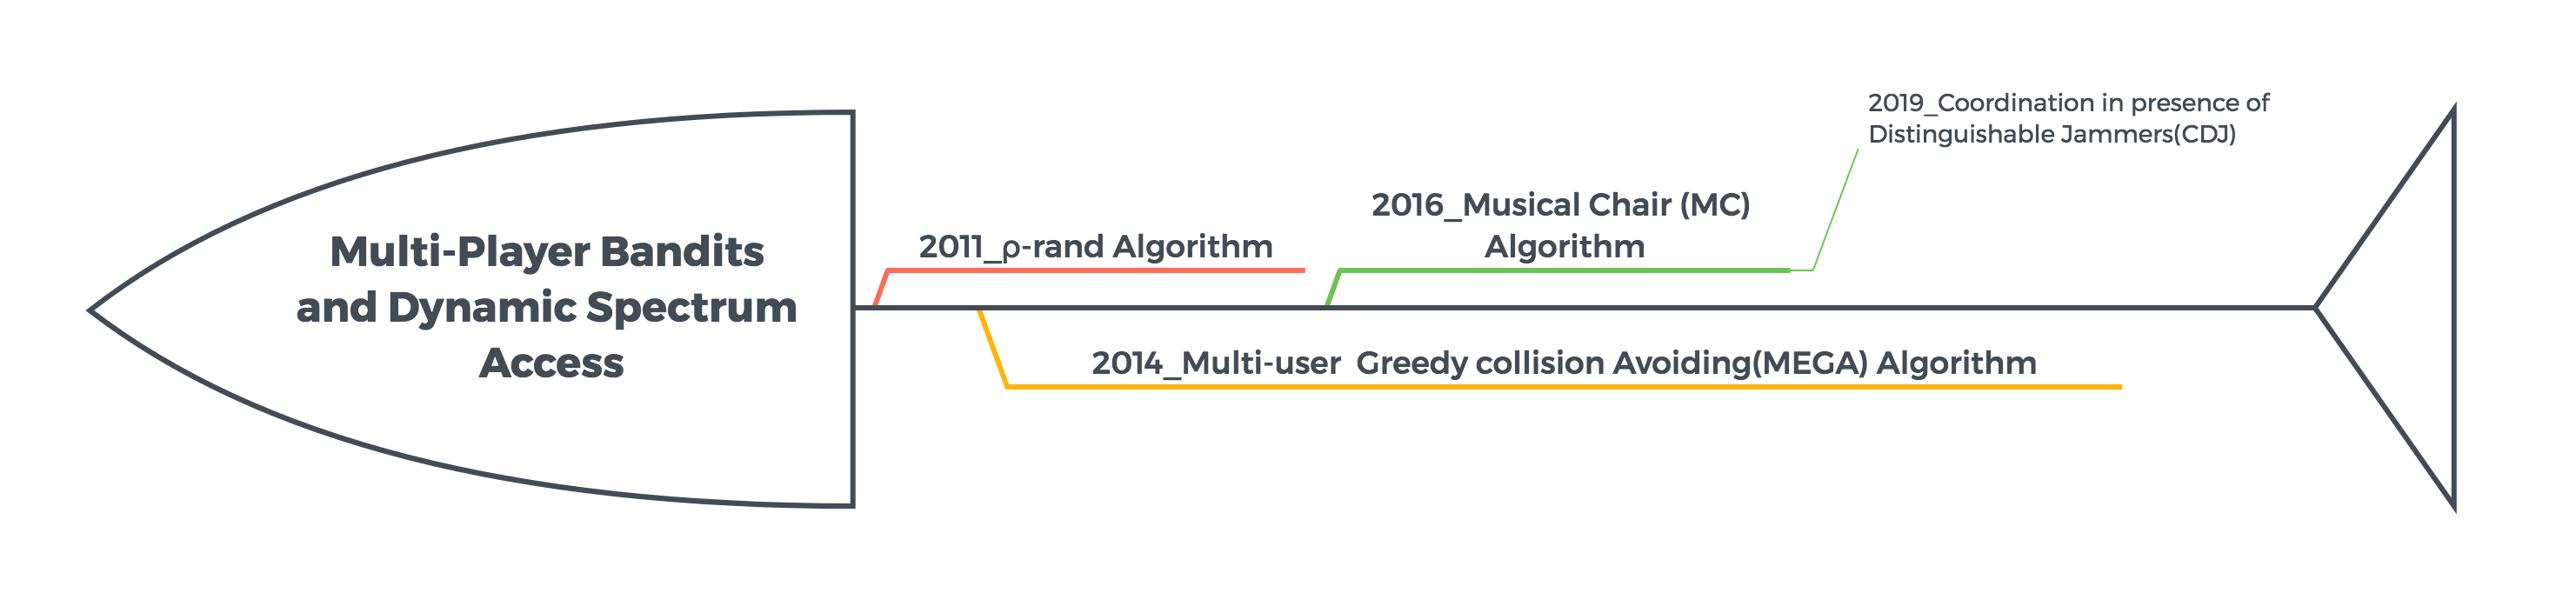 Multi-Player Bandits
and Dynamic Spectrum
Access
2011_ρ-rand Algorithm
2016_Musical Chair (MC)
Algorithm
2019_Coordination in presence of
Distinguishable Jammers(CDJ)
2014_Multi-user  Greedy collision Avoiding(MEGA) Algorithm